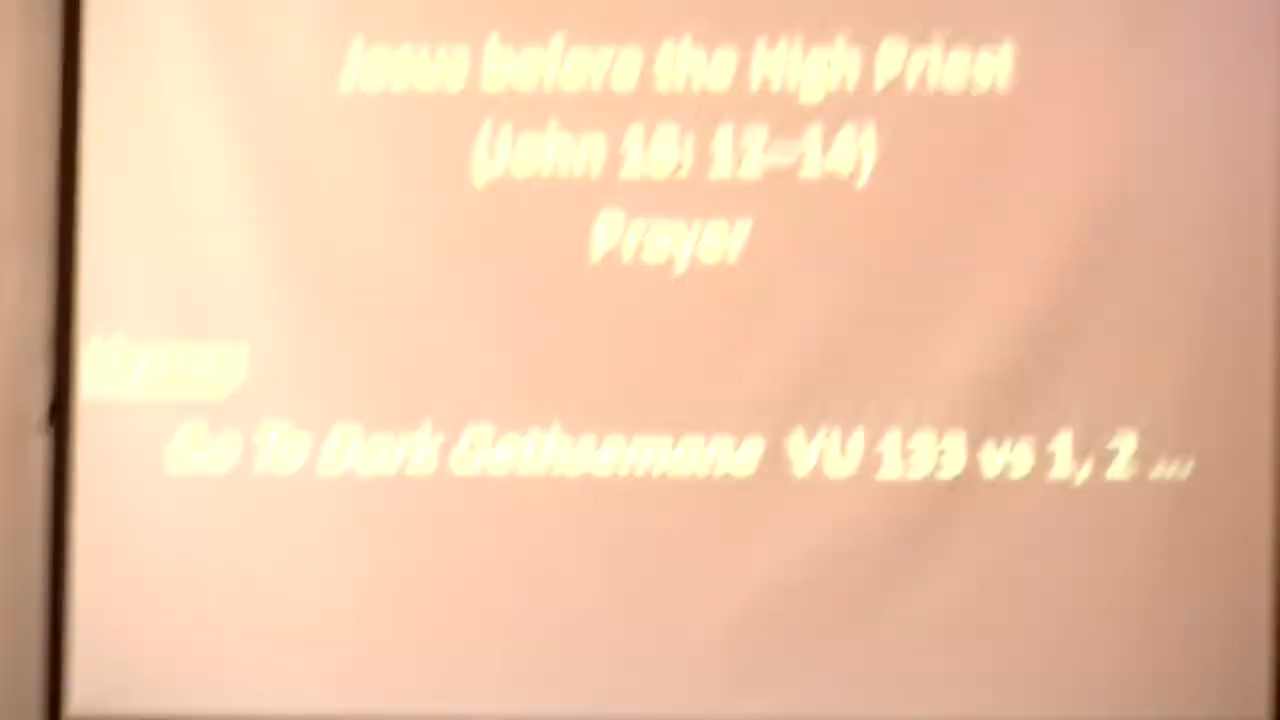 Jesus before the High Priest
(John 18: 12-14)
Prayer
Hymn:
Go To Dark Gethsemane VU 133 vs 1, 2 ...